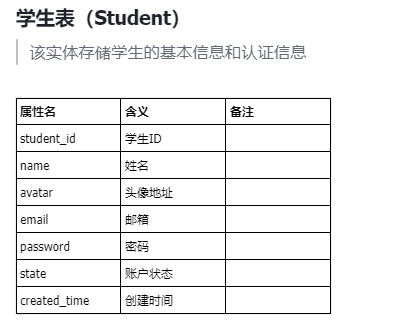 学生表（Student）
该实体存储学生的基本信息和认证信息
属性名 含义 备注
student_id 学生ID
name 姓名
avatar 头像地址
email 邮箱
password 密码
state 账户状态
created_time 创建时间